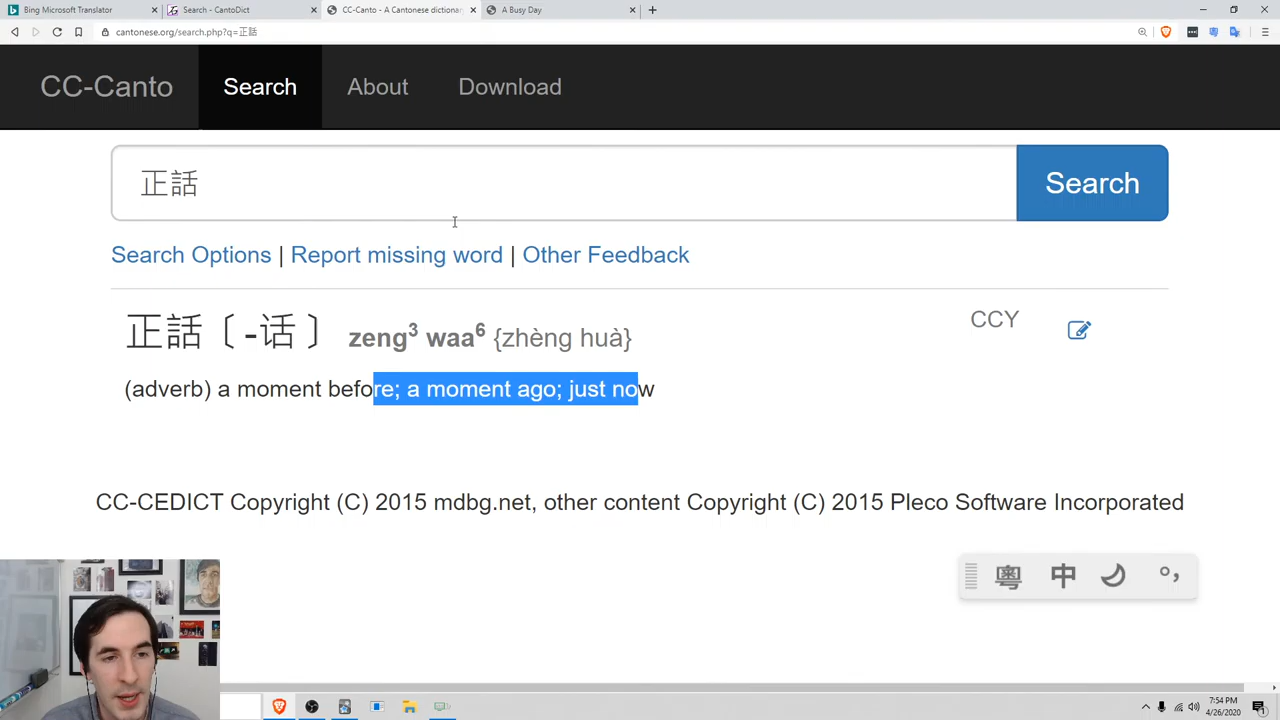 Bing Microsoft Translator
Search - CantoDict
CC-Canto - A Cantonese dictionar
A Busy Day
cantonese.org/search.php?q=正話
CC-Canto
Search
About
Download
正話
Search
Search Options | Report missing word | Other Feedback
正話〔-话〕 zeng³ waa⁶ {zhèng huà}
CCY
(adverb) a moment before; a moment ago; just now
CC-CEDICT Copyright (C) 2015 mdbg.net, other content Copyright (C) 2015 Pleco Software Incorporated
粵 中
7:54 PM
4/26/2020